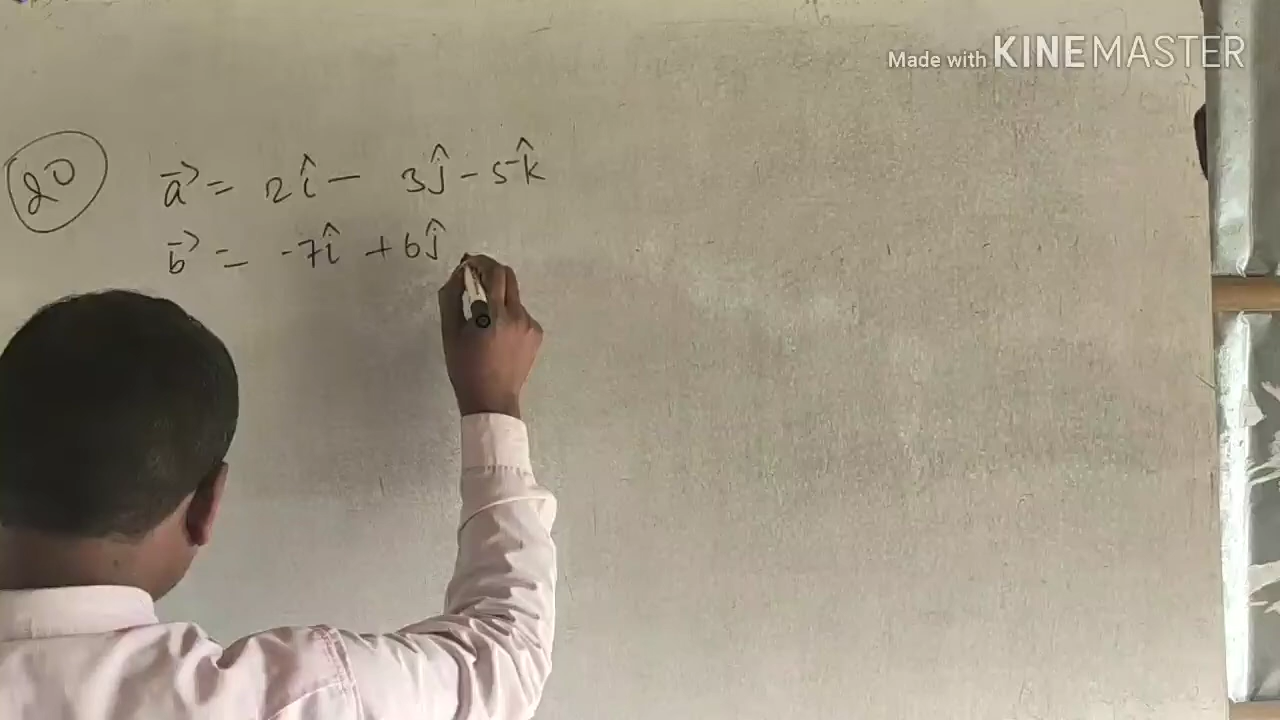 Made with KINEMASTER
20
a⃗ = 2î - 3ĵ - 5k̂
b⃗ = -7î + 6ĵ